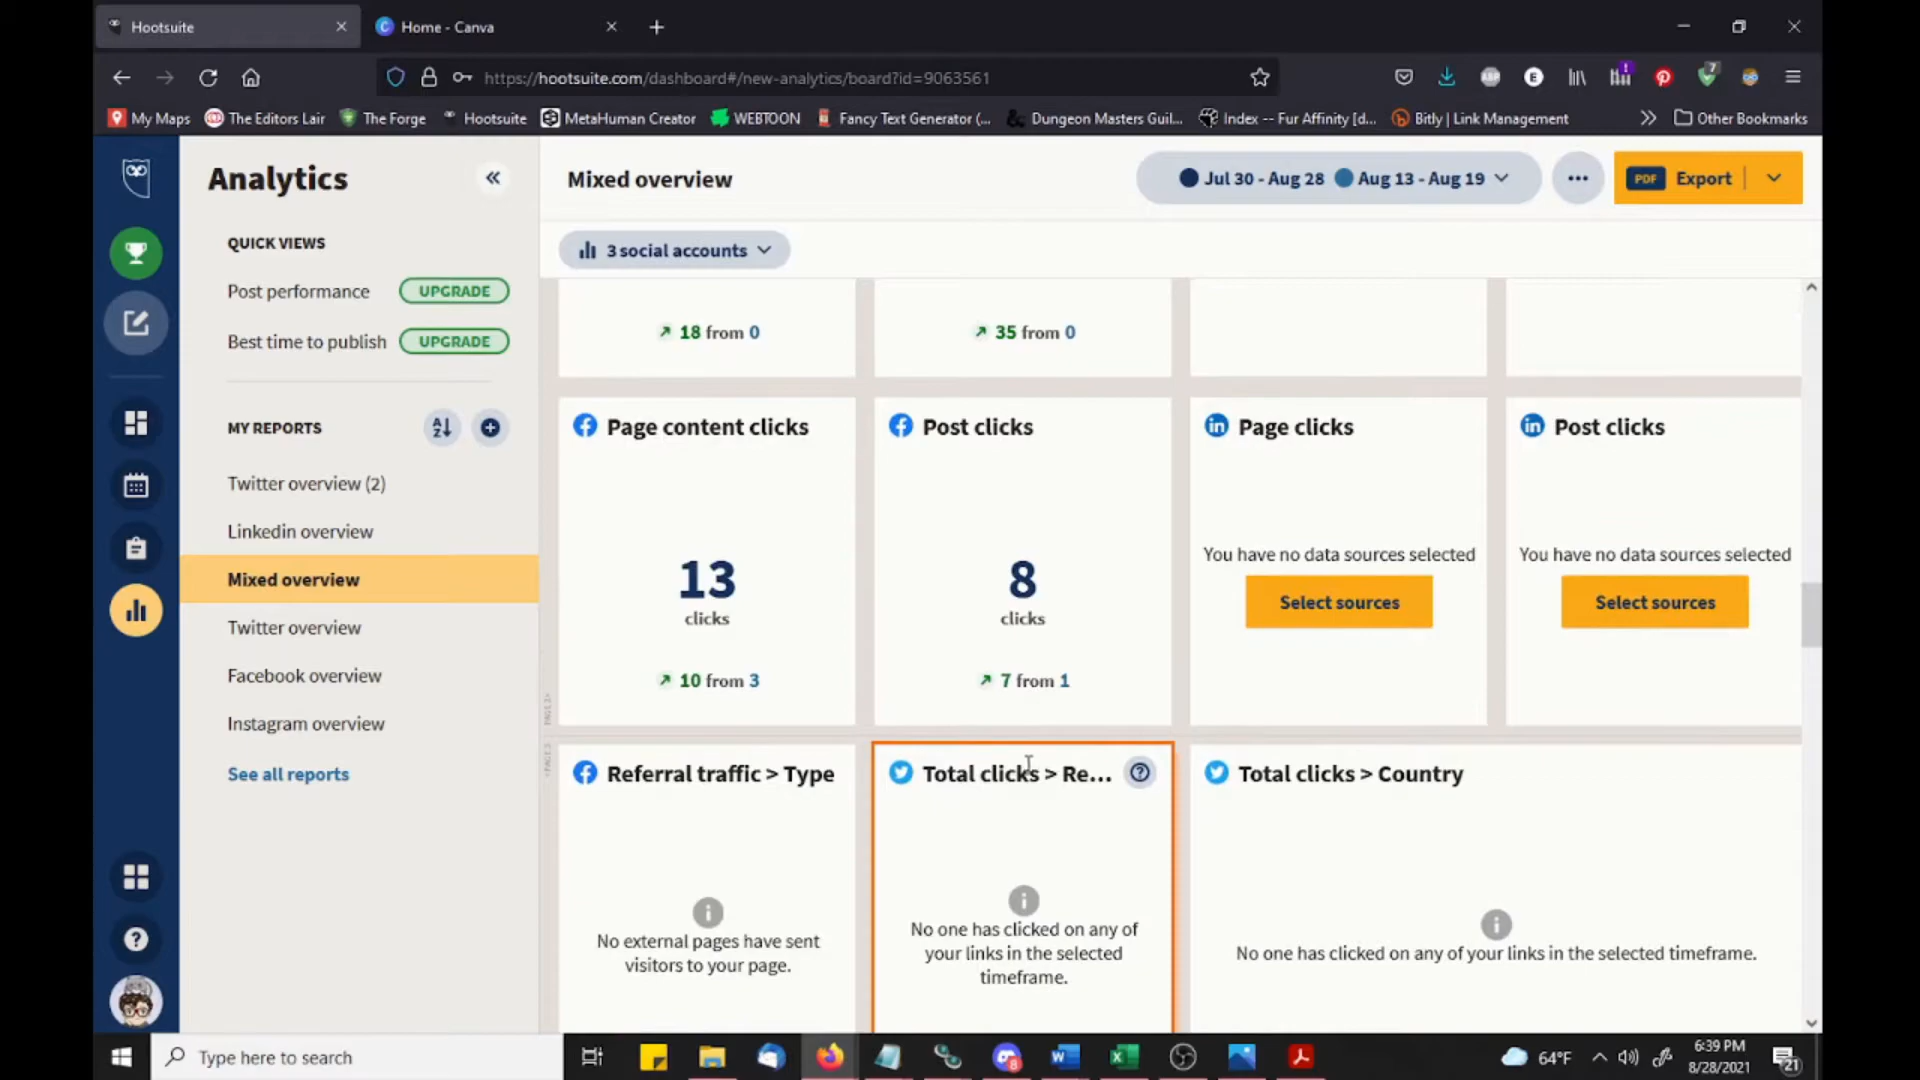 Hootsuite
Home - Canva
https://hootsuite.com/dashboard#/new-analytics/board?id=9063561
7
My Maps
The Editors Lair
The Forge
Hootsuite
MetaHuman Creator
WEBTOON
Fancy Text Generator (...
Dungeon Masters Guil...
Index -- Fur Affinity [d...
Bitly | Link Management
Other Bookmarks
Analytics
Mixed overview
Jul 30 - Aug 28
Aug 13 - Aug 19
PDF Export
QUICK VIEWS
3 social accounts
Post performance
UPGRADE
Best time to publish
UPGRADE
18 from 0
35 from 0
MY REPORTS
Twitter overview (2)
Linkedin overview
Mixed overview
Twitter overview
Facebook overview
Instagram overview
See all reports
Page content clicks
13
clicks
10 from 3
Post clicks
8
clicks
7 from 1
Page clicks
You have no data sources selected
Select sources
Post clicks
You have no data sources selected
Select sources
Referral traffic > Type
No external pages have sent
visitors to your page.
Total clicks > Re...
No one has clicked on any of
your links in the selected
timeframe.
Total clicks > Country
No one has clicked on any of your links in the selected timeframe.
Type here to search
64°F
6:39 PM
8/28/2021
21